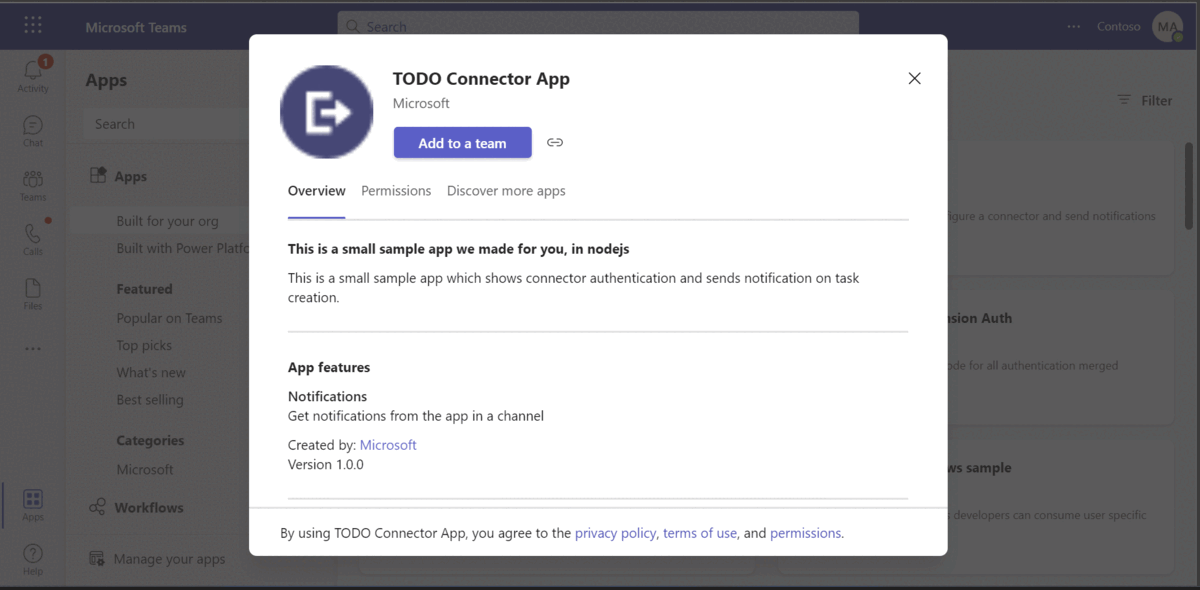 Microsoft Teams
Search
Contoso
MA
1
Activity
Chat
Teams
Calls
Files
Apps
Help
Apps
Search
Apps
Built for your org
Built with Power Platfo
Featured
Popular on Teams
Top picks
What's new
Best selling
Categories
Microsoft
Workflows
Manage your apps
Filter
TODO Connector App
Microsoft
Add to a team
Overview Permissions Discover more apps
This is a small sample app we made for you, in nodejs
This is a small sample app which shows connector authentication and sends notification on task
creation.
App features
Notifications
Get notifications from the app in a channel
Created by: Microsoft
Version 1.0.0
By using TODO Connector App, you agree to the privacy policy, terms of use, and permissions.
figure a connector and send notifications
nsion Auth
ode for all authentication merged
ws sample
developers can consume user specific